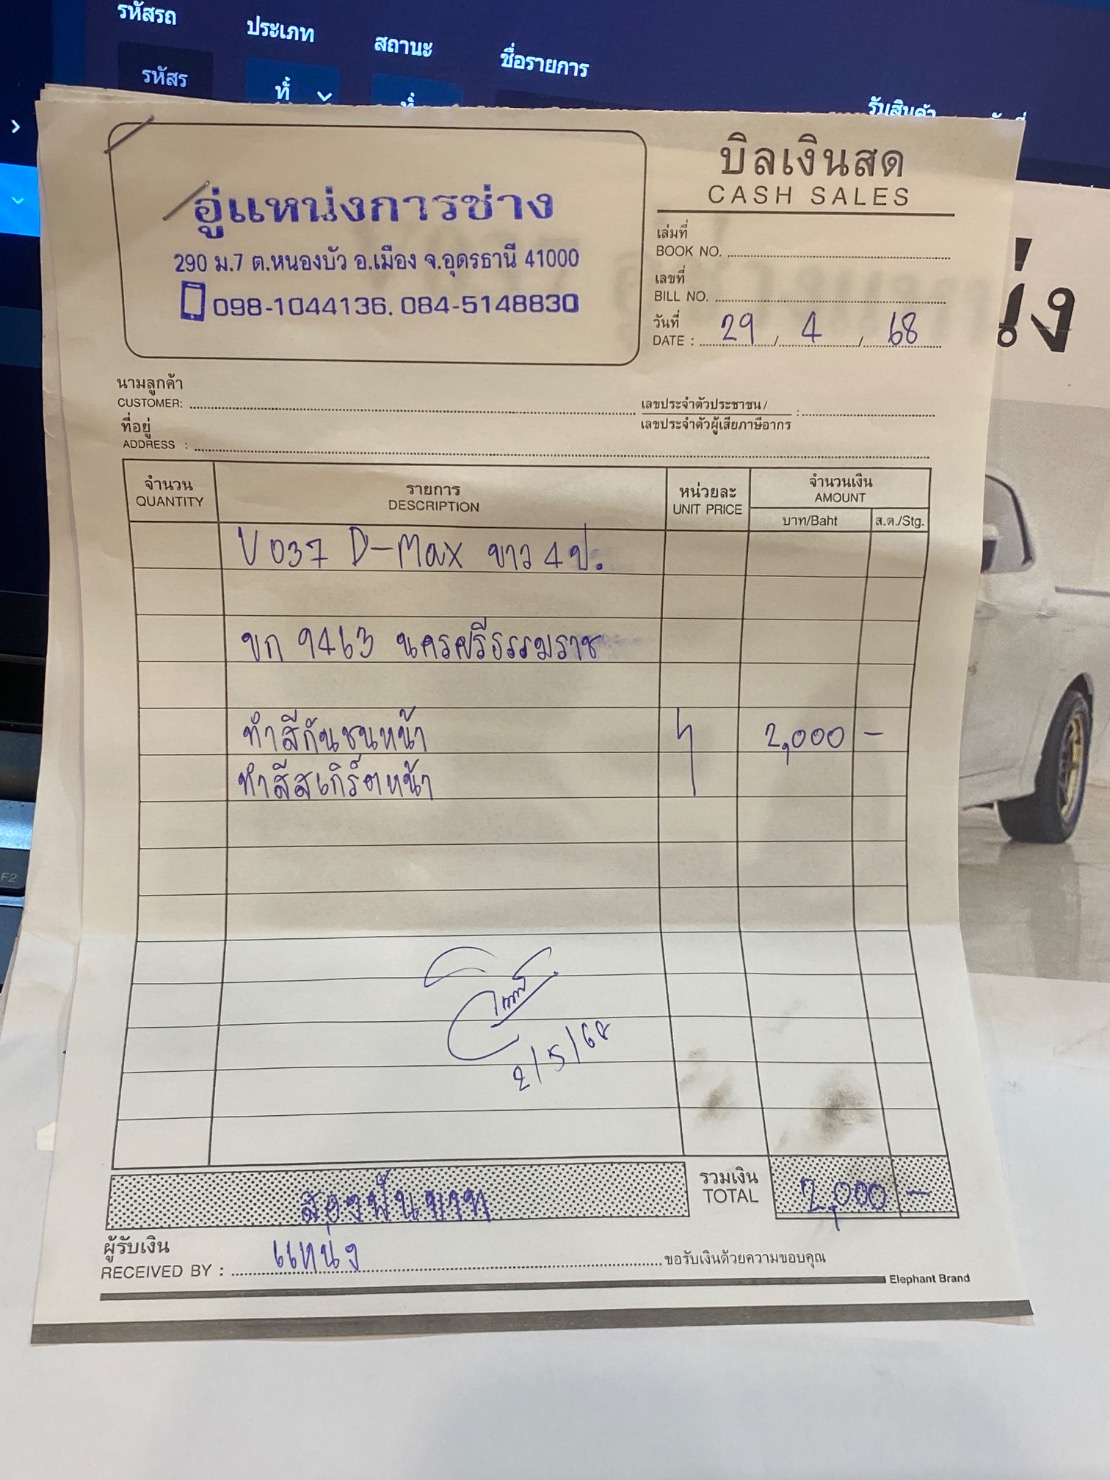 รหัสรถ ประเภท สถานะ ชื่อรายการ
รหัสร ทั้
รับสินค้า
อู่แหน่งการช่าง
290 ม.7 ต.หนองบัว อ.เมือง จ.อุดรธานี 41000
098-1044136, 084-5148830
บิลเงินสด
CASH SALES
เล่มที่
BOOK NO.
เลขที่
BILL NO.
วันที่
DATE : 29 / 4 / 68
นามลูกค้า
CUSTOMER:
เลขประจำตัวประชาชน/
เลขประจำตัวผู้เสียภาษีอากร :
ที่อยู่
ADDRESS :
จำนวน รายการ หน่วยละ จำนวนเงิน
QUANTITY DESCRIPTION UNIT PRICE AMOUNT
บาท/Baht ส.ต./Stg.
V037 D-Max ขาว 4 ป.
ขก 9463 นครศรีธรรมราช
ทำสีกันชนหน้า 2,000 -
ทำสีสเกิร์ตหน้า
2/5/68
สองพันบาท
รวมเงิน
TOTAL 2,000 -
ผู้รับเงิน
RECEIVED BY : แหน่ง ขอรับเงินด้วยความขอบคุณ
Elephant Brand
F2